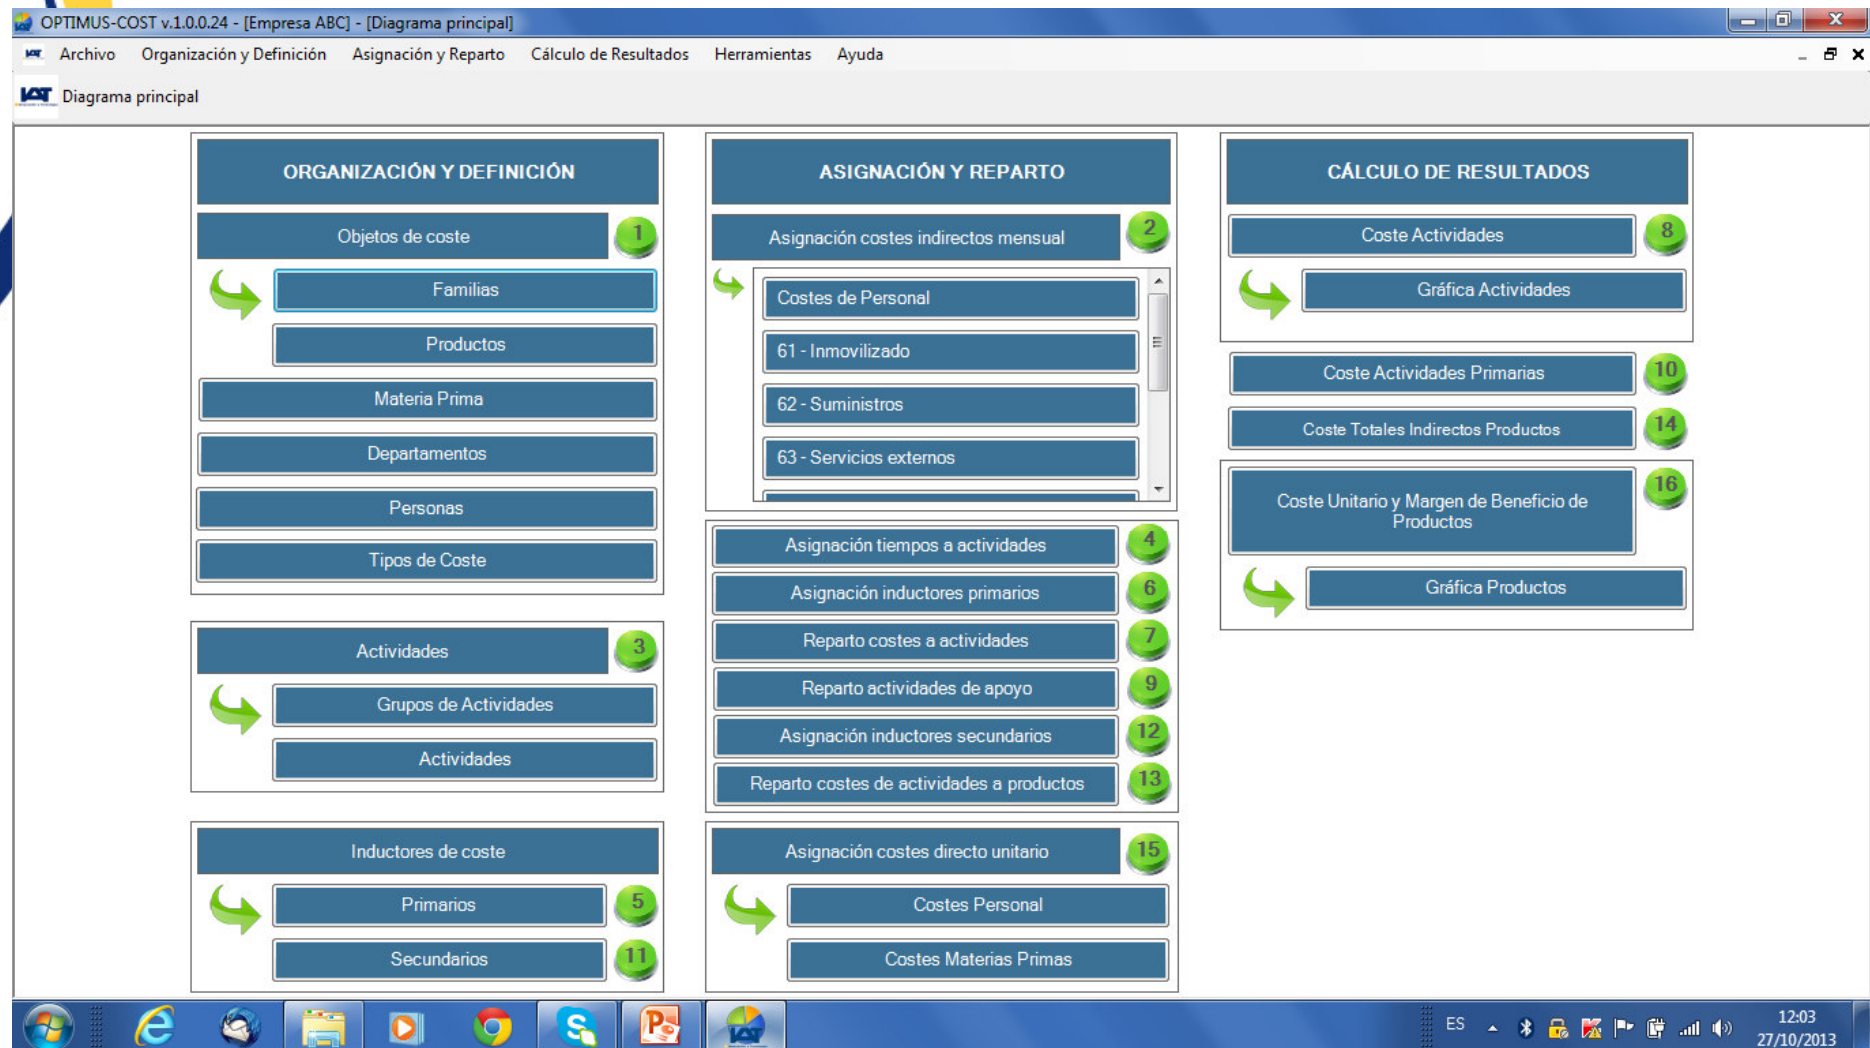 OPTIMUS-COST v.1.0.0.24 - [Empresa ABC] - [Diagrama principal]
Archivo Organización y Definición Asignación y Reparto Cálculo de Resultados Herramientas Ayuda
IAT Diagrama principal
ORGANIZACIÓN Y DEFINICIÓN
Objetos de coste 1
Familias
Productos
Materia Prima
Departamentos
Personas
Tipos de Coste
Actividades 3
Grupos de Actividades
Actividades
Inductores de coste
Primarios 5
Secundarios 11
ASIGNACIÓN Y REPARTO
Asignación costes indirectos mensual 2
Costes de Personal
61 - Inmovilizado
62 - Suministros
63 - Servicios externos
Asignación tiempos a actividades 4
Asignación inductores primarios 6
Reparto costes a actividades 7
Reparto actividades de apoyo 9
Asignación inductores secundarios 12
Reparto costes de actividades a productos 13
Asignación costes directo unitario 15
Costes Personal
Costes Materias Primas
CÁLCULO DE RESULTADOS
Coste Actividades 8
Gráfica Actividades
Coste Actividades Primarias 10
Coste Totales Indirectos Productos 14
Coste Unitario y Margen de Beneficio de
Productos
16
Gráfica Productos
ES
12:03
27/10/2013